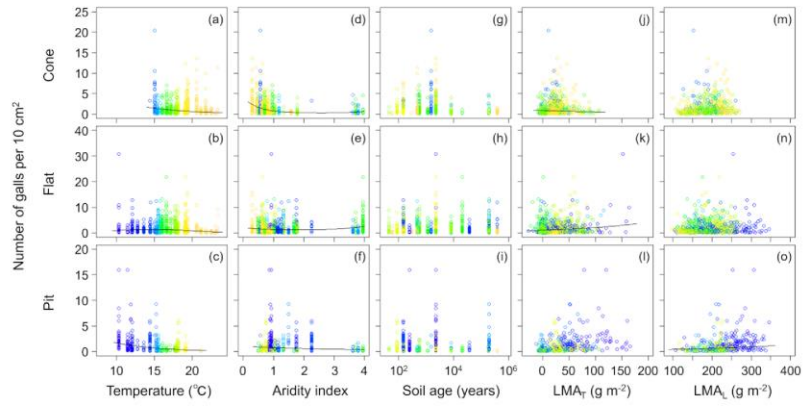 (a) (d) (g) (j) (m)
Cone
25
20
15
10
5
0
(b) (e) (h) (k) (n)
Number of galls per 10 cm²
Flat
40
30
20
10
0
(c) (f) (i) (l) (o)
Pit
20
15
10
5
0
10 15 20 0 1 2 3 4 10² 10⁴ 10⁶ 0 50 100 150 200 100 200 300 400
Temperature (°C) Aridity index Soil age (years) LMA_T (g m⁻²) LMA_L (g m⁻²)